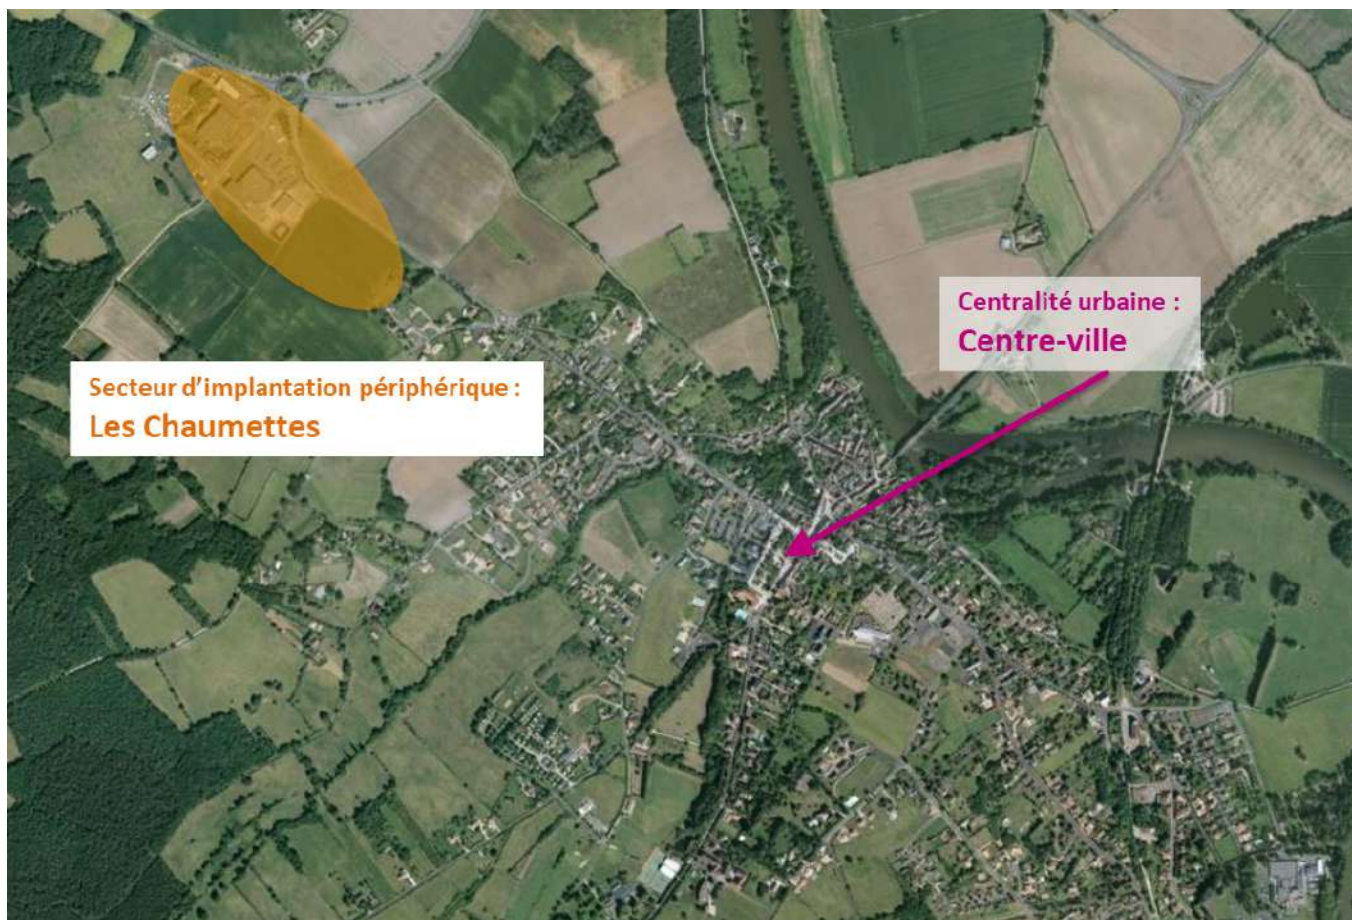 Centralité urbaine :
Centre-ville
Secteur d'implantation périphérique :
Les Chaumettes